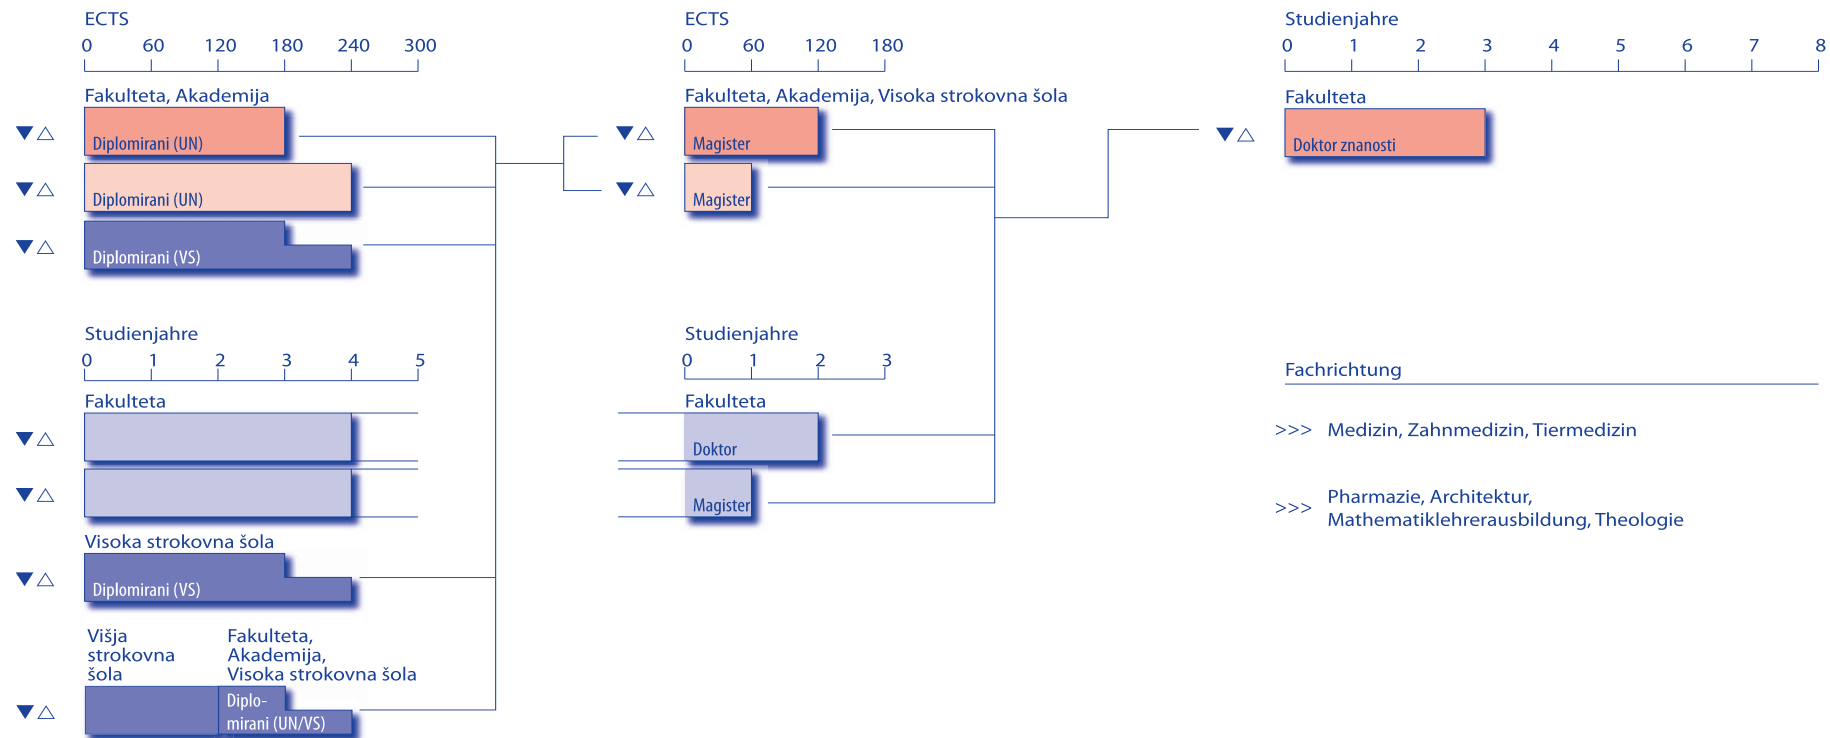 ECTS
0 60 120 180 240 300
Fakulteta, Akademija
Diplomirani (UN)
Diplomirani (UN)
Diplomirani (VS)
Studienjahre
0 1 2 3 4 5
Fakulteta
Visoka strokovna šola
Diplomirani (VS)
Višja
strokovna
šola
Fakulteta,
Akademija,
Visoka strokovna šola
Diplo-
mirani (UN/VS)
ECTS
0 60 120 180
Fakulteta, Akademija, Visoka strokovna šola
Magister
Magister
Studienjahre
0 1 2 3
Fakulteta
Doktor
Magister
Studienjahre
0 1 2 3 4 5 6 7 8
Fakulteta
Doktor znanosti
Fachrichtung
>>> Medizin, Zahnmedizin, Tiermedizin
>>> Pharmazie, Architektur,
Mathematiklehrerausbildung, Theologie